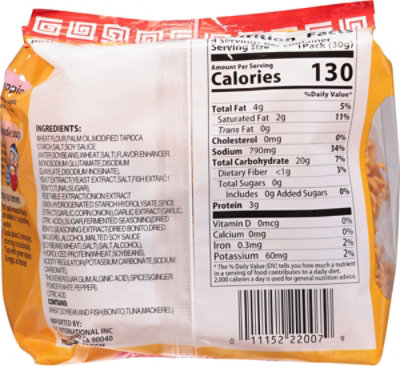 Nutrition Facts
4 Servings Per Container
Serving Size 1Pack (30g)
Amount Per Serving
Calories 130
%Daily Value*
Total Fat 4g 5%
Saturated Fat 2g 11%
Trans Fat 0g
Cholesterol 0mg 0%
Sodium 790mg 34%
Total Carbohydrate 20g 7%
Dietary Fiber <1g 3%
Total Sugars 0g
Includes 0g Added Sugars 0%
Protein 3g
Vitamin D 0mcg 0%
Calcium 0mg 0%
Iron 0.3mg 2%
Potassium 60mg 2%
* The % Daily Value (DV) tells you how much a nutrient
in a serving of food contributes to a daily diet.
2,000 calories a day is used for general nutrition advice.
INGREDIENTS:
WHEAT FLOUR,PALM OIL,MODIFIED TAPIOCA
STARCH,SALT,SOY SAUCE
(WATER,SOYBEANS,WHEAT,SALT),FLAVOR ENHANCER
(MONOSODIUM GLUTAMATE,DISODIUM
GUANYLATE,DISODIUM INOSINATE),
YEAST EXTRACT(YEAST EXTRACT,SALT,FISH EXTRACT
(BONITO,TUNA),SUGAR),
VEGETABLE EXTRACT(ONION EXTRACT
(ONION,HYDROGENATED STARCH HYDROLYSATE,SPICE
EXTRACT(GARLIC,CORN,ONION)),GARLIC EXTRACT(GARLIC,
CITRIC ACID)),SUGAR,FERMENTED SEASONING(DRIED
BONITO SEASONING EXTRACT(DRIED BONITO,DRIED
MACKEREL,ALCOHOL,MALTED SOY SAUCE
(SOYBEANS,WHEAT,SALT),SALT,ALCOHOL),
HYDROLYZED PROTEIN(WHEAT,SOYBEANS),
ACIDITY REGULATOR(POTASSIUM CARBONATE,SODIUM
CARBONATE),
THICKENER(GUAR GUM,ALGINIC ACID),SPICES(GINGER
POWDER,WHITE PEPPER),
CITRIC ACID.
CONTAINS:
WHEAT,SOYBEAN AND FISH(BONITO,TUNA,MACKEREL)
IMPORTED BY:
INTERNATIONAL INC
CA 90040
0 11152 22007 9